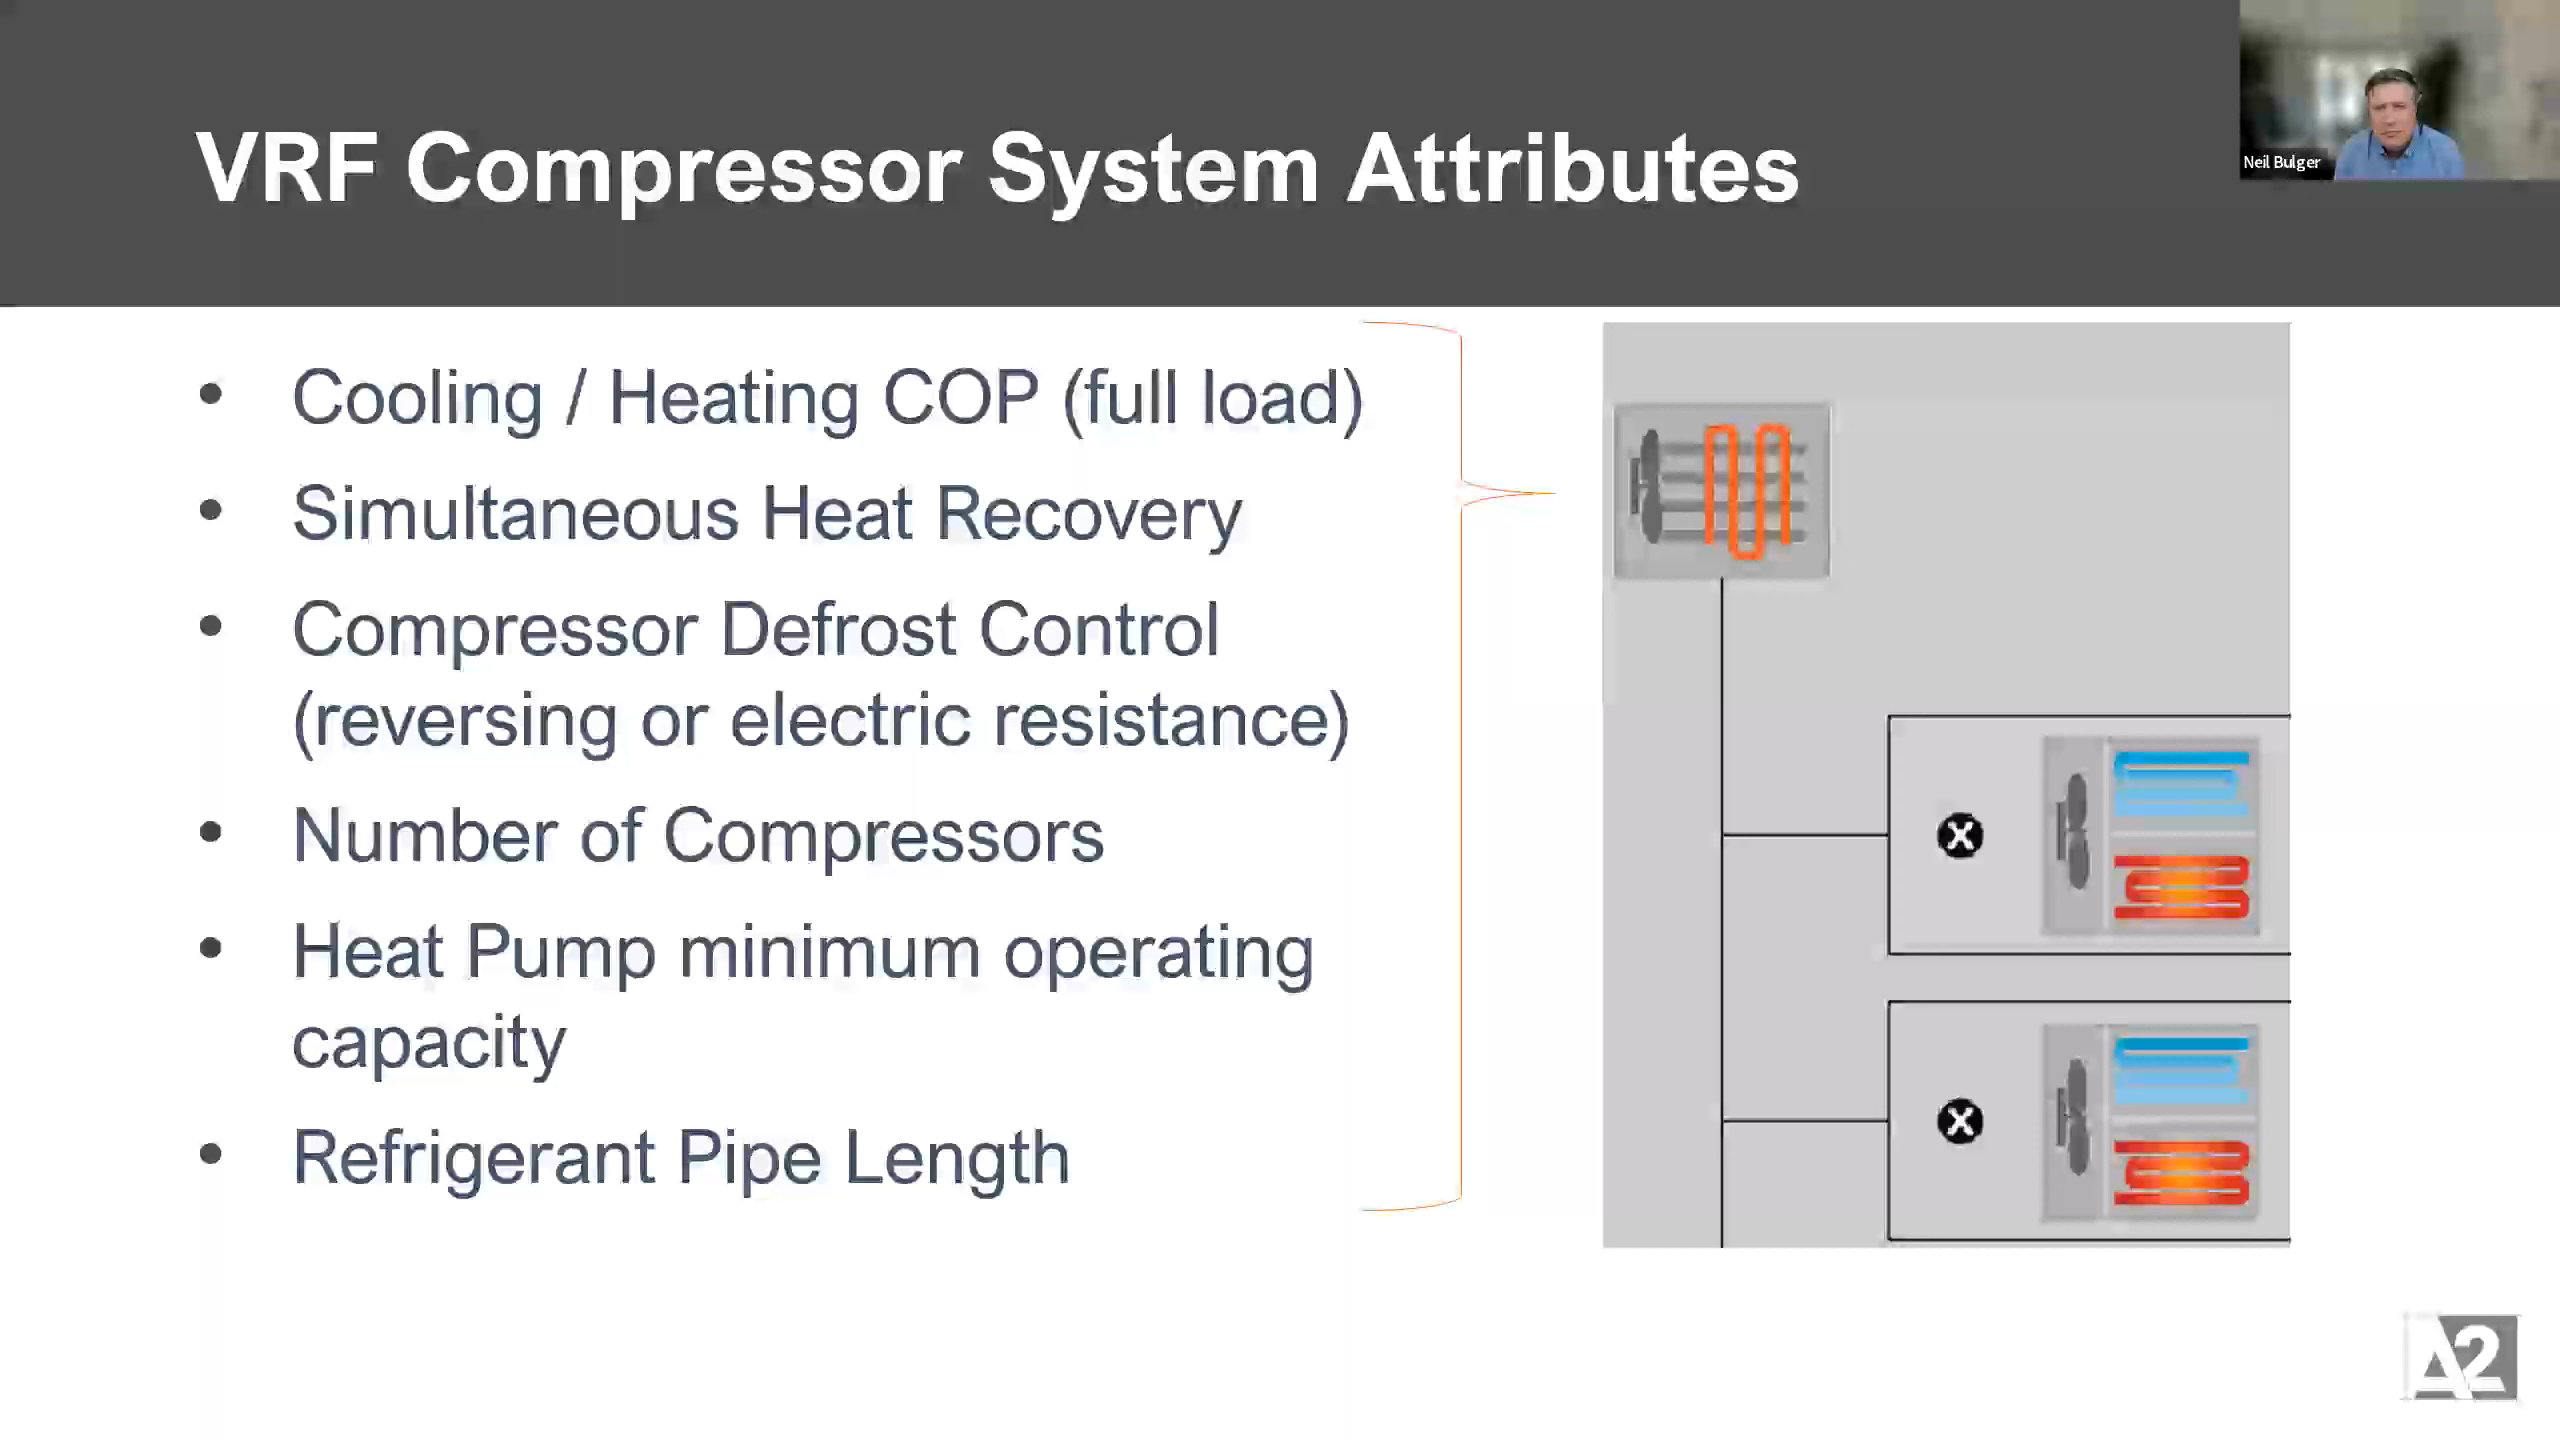 VRF Compressor System Attributes
Neil Bulger
• Cooling / Heating COP (full load)
• Simultaneous Heat Recovery
• Compressor Defrost Control
(reversing or electric resistance)
• Number of Compressors
• Heat Pump minimum operating
capacity
• Refrigerant Pipe Length
X
X
A2